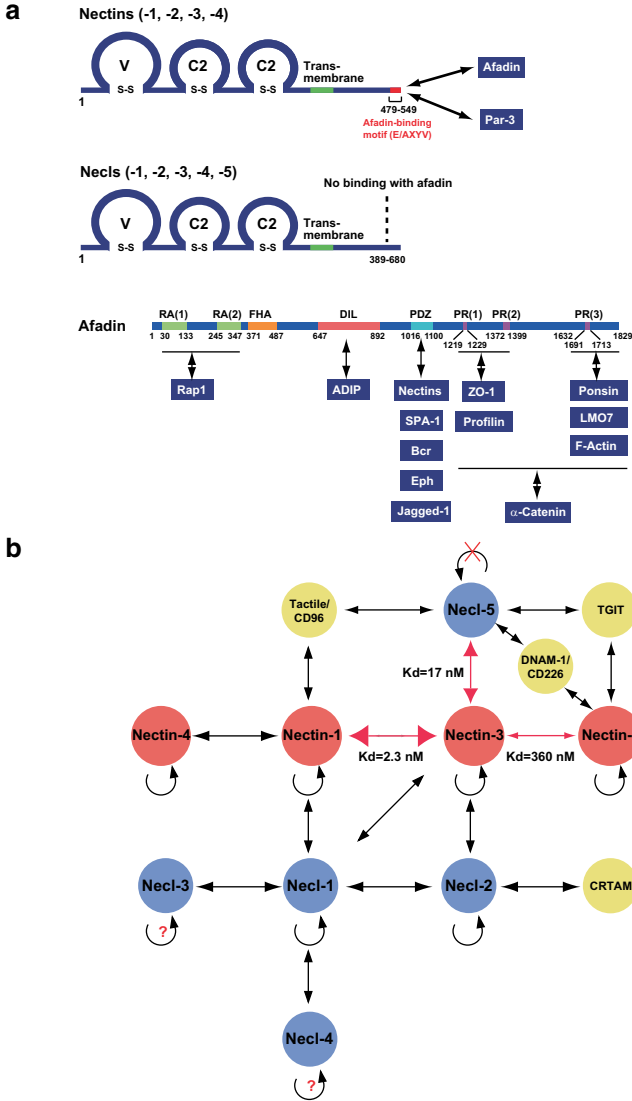 a
Nectins (-1, -2, -3, -4)
V
C2
C2
Trans-
membrane
S-S
S-S
S-S
1
479-549
Afadin-binding
motif (E/AXYV)
Afadin
Par-3
Necls (-1, -2, -3, -4, -5)
No binding with afadin
V
C2
C2
Trans-
membrane
S-S
S-S
S-S
1
389-680
Afadin
RA(1)
RA(2)
FHA
DIL
PDZ
PR(1)
PR(2)
PR(3)
1
30
133
245
347
371
487
647
892
1016
1100
1219
1229
1372
1399
1632
1691
1713
1829
Rap1
ADIP
Nectins
SPA-1
Bcr
Eph
Jagged-1
ZO-1
Profilin
Ponsin
LMO7
F-Actin
α-Catenin
b
Tactile/
CD96
Necl-5
TGIT
DNAM-1/
CD226
Kd=17 nM
Nectin-4
Nectin-1
Nectin-3
Nectin-
Kd=2.3 nM
Kd=360 nM
Necl-3
Necl-1
Necl-2
CRTAM
?
Necl-4
?